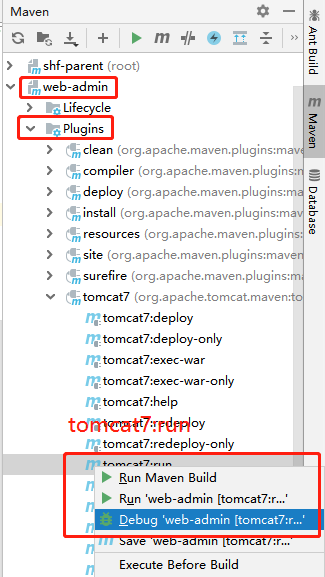 Maven
shf-parent (root)
web-admin
Lifecycle
Plugins
clean (org.apache.maven.plugins:mave
compiler (org.apache.maven.plugins:m
deploy (org.apache.maven.plugins:ma
install (org.apache.maven.plugins:mav
resources (org.apache.maven.plugins:
site (org.apache.maven.plugins:maven
surefire (org.apache.maven.plugins:m
tomcat7 (org.apache.tomcat.maven:to
tomcat7:deploy
tomcat7:deploy-only
tomcat7:exec-war
tomcat7:exec-war-only
tomcat7:help
tomcat7:redeploy
tomcat7:run
tomcat7:redeploy-only
tomcat7:run
Run Maven Build
Run 'web-admin [tomcat7:r...'
Debug 'web-admin [tomcat7:r...'
Save 'web-admin [tomcat7:r...'
Execute Before Build
Ant Build
Maven
Database